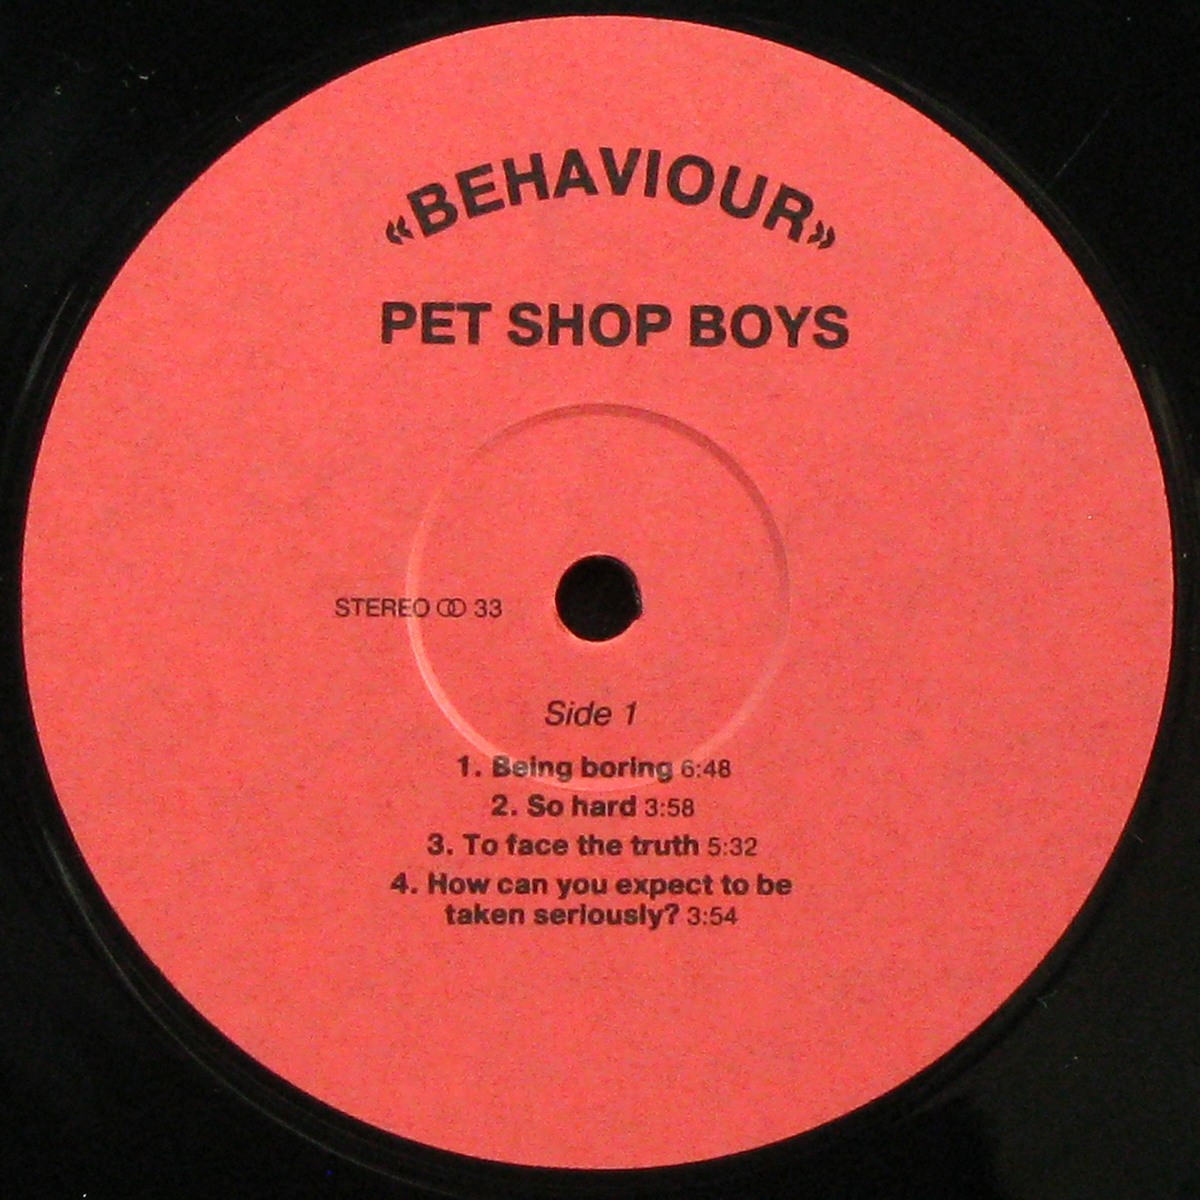 «BEHAVIOUR»
PET SHOP BOYS
STEREO ⚭ 33
Side 1
1. Being boring 6:48
2. So hard 3:58
3. To face the truth 5:32
4. How can you expect to be
taken seriously? 3:54